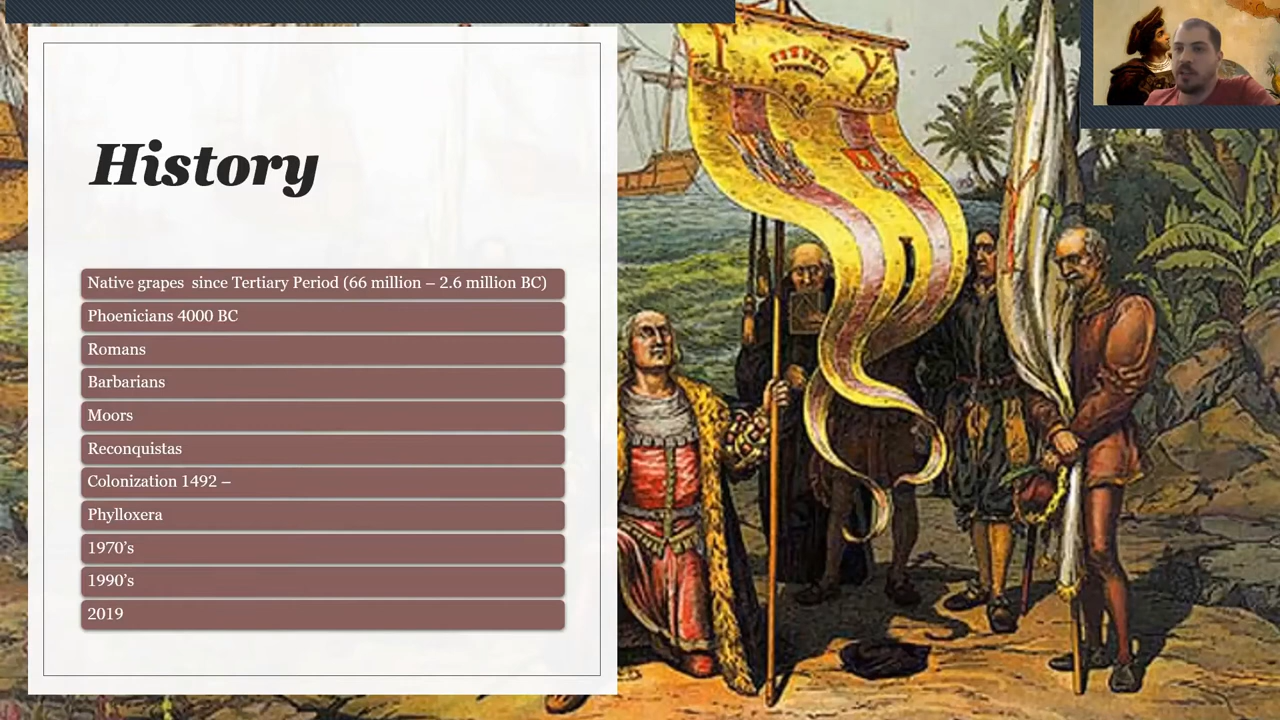 History
Native grapes  since Tertiary Period (66 million – 2.6 million BC)
Phoenicians 4000 BC
Romans
Barbarians
Moors
Reconquistas
Colonization 1492 –
Phylloxera
1970’s
1990’s
2019
Y